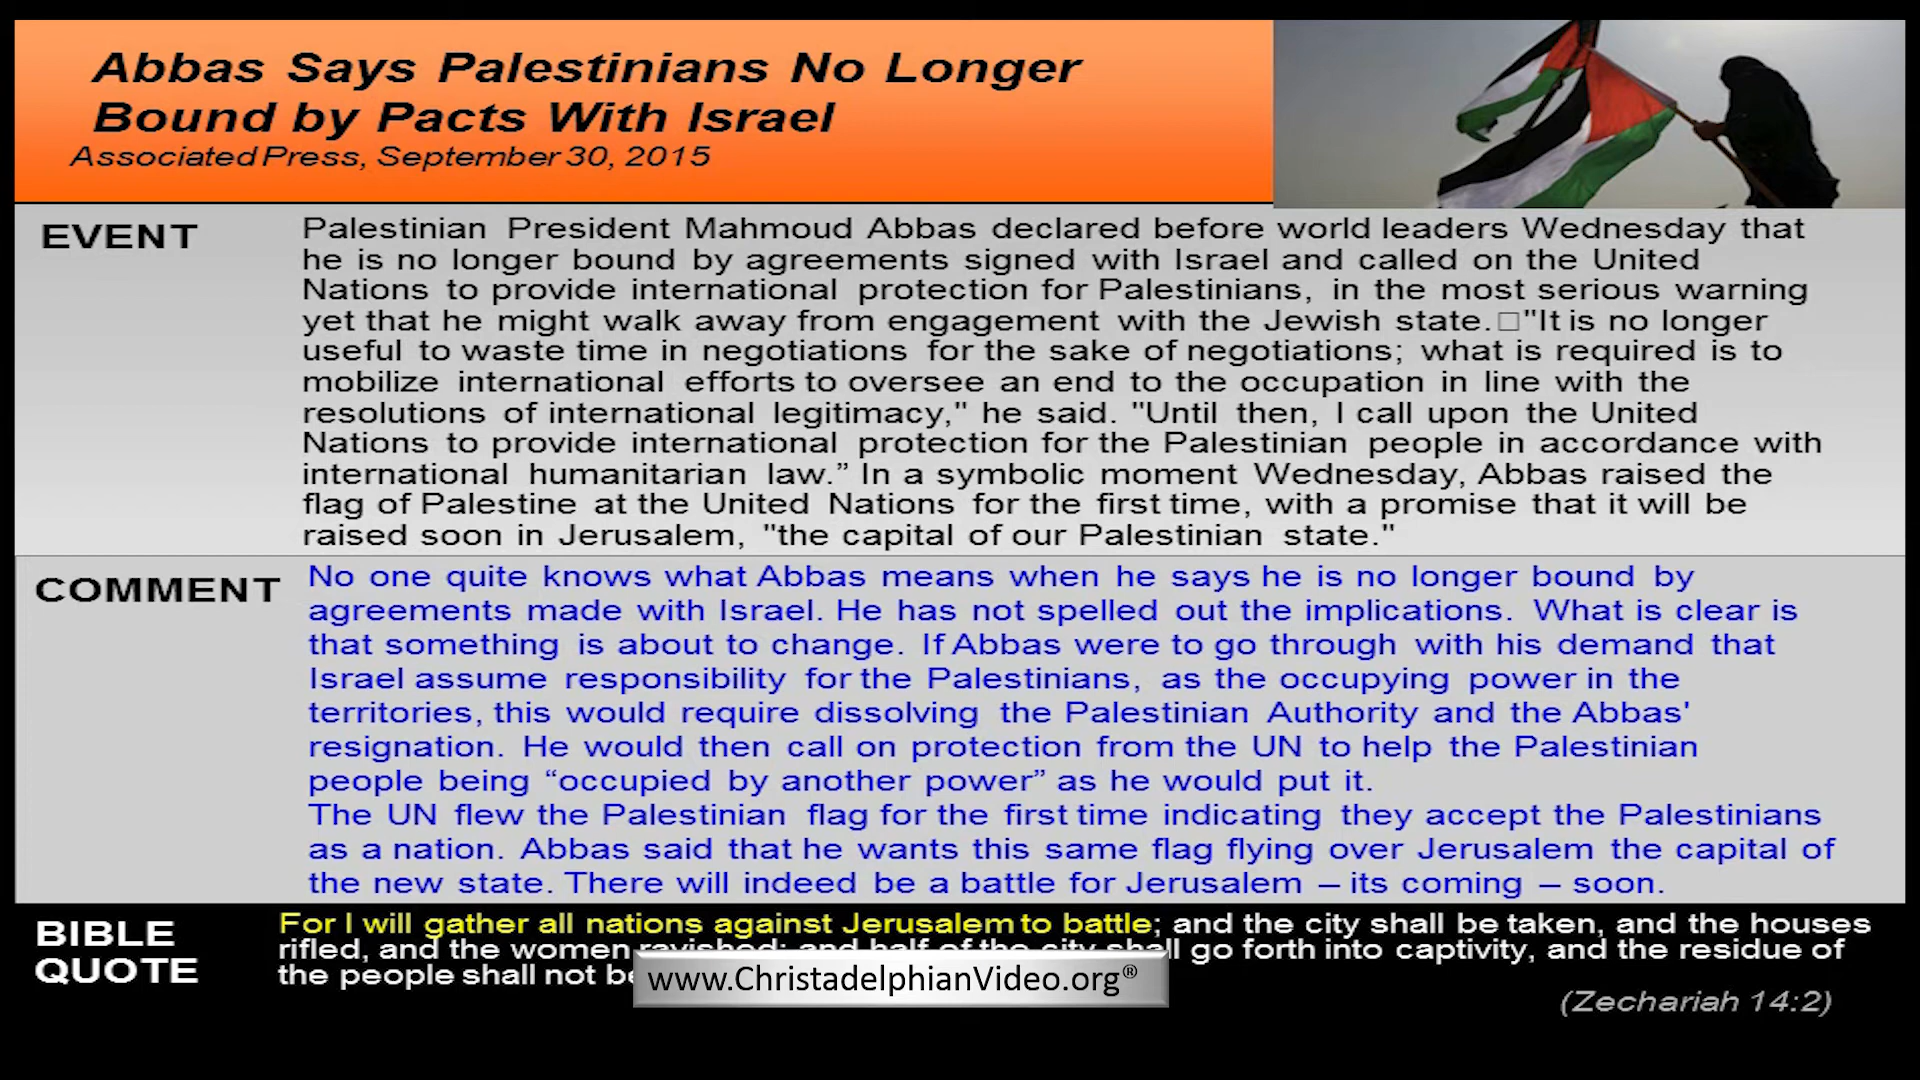 Abbas Says Palestinians No Longer
Bound by Pacts With Israel
Associated Press, September 30, 2015
EVENT
Palestinian President Mahmoud Abbas declared before world leaders Wednesday that
he is no longer bound by agreements signed with Israel and called on the United
Nations to provide international protection for Palestinians, in the most serious warning
yet that he might walk away from engagement with the Jewish state.□"It is no longer
useful to waste time in negotiations for the sake of negotiations; what is required is to
mobilize international efforts to oversee an end to the occupation in line with the
resolutions of international legitimacy," he said. "Until then, I call upon the United
Nations to provide international protection for the Palestinian people in accordance with
international humanitarian law.” In a symbolic moment Wednesday, Abbas raised the
flag of Palestine at the United Nations for the first time, with a promise that it will be
raised soon in Jerusalem, "the capital of our Palestinian state."
COMMENT
No one quite knows what Abbas means when he says he is no longer bound by
agreements made with Israel. He has not spelled out the implications. What is clear is
that something is about to change. If Abbas were to go through with his demand that
Israel assume responsibility for the Palestinians, as the occupying power in the
territories, this would require dissolving the Palestinian Authority and the Abbas'
resignation. He would then call on protection from the UN to help the Palestinian
people being “occupied by another power” as he would put it.
The UN flew the Palestinian flag for the first time indicating they accept the Palestinians
as a nation. Abbas said that he wants this same flag flying over Jerusalem the capital of
the new state. There will indeed be a battle for Jerusalem – its coming – soon.
BIBLE
QUOTE
For I will gather all nations against Jerusalem to battle; and the city shall be taken, and the houses
rifled, and the women ravished; and half of the city shall go forth into captivity, and the residue of
the people shall not be
www.ChristadelphianVideo.org®
(Zechariah 14:2)